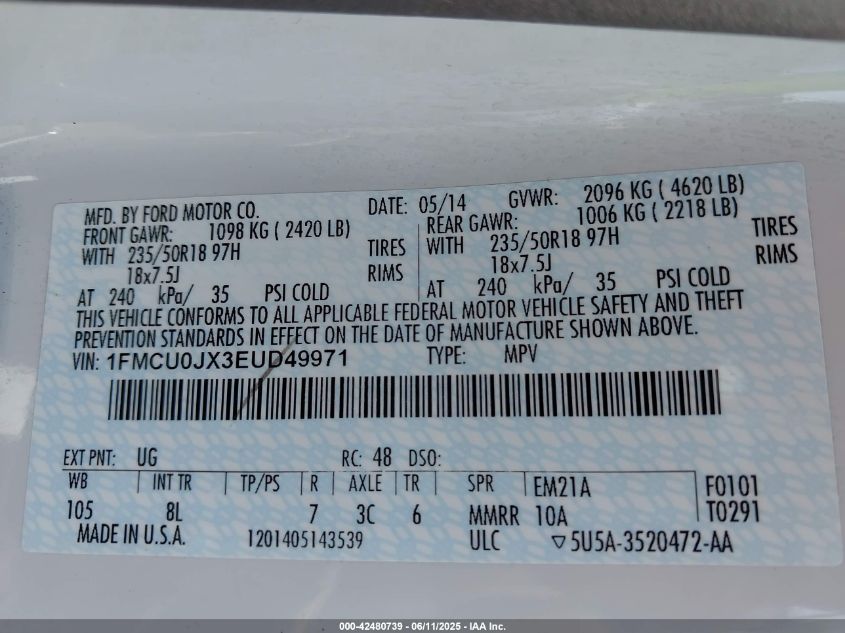 MFD. BY FORD MOTOR CO. DATE: 05/14 GVWR: 2096 KG ( 4620 LB)
FRONT GAWR: 1098 KG ( 2420 LB) REAR GAWR: 1006 KG ( 2218 LB)
WITH 235/50R18 97H TIRES WITH 235/50R18 97H TIRES
18x7.5J RIMS 18x7.5J RIMS
AT 240 kPa/ 35 PSI COLD AT 240 kPa/ 35 PSI COLD
THIS VEHICLE CONFORMS TO ALL APPLICABLE FEDERAL MOTOR VEHICLE SAFETY AND THEFT
PREVENTION STANDARDS IN EFFECT ON THE DATE OF MANUFACTURE SHOWN ABOVE.
VIN: 1FMCU0JX3EUD49971 TYPE: MPV
EXT PNT: UG RC: 48 DSO:
WB INT TR TP/PS R AXLE TR SPR EM21A F0101
105 8L 7 3C 6 MMRR 10A T0291
MADE IN U.S.A. 1201405143539 ULC ▽5U5A-3520472-AA
000-42480739 - 06/11/2025 - IAA Inc.